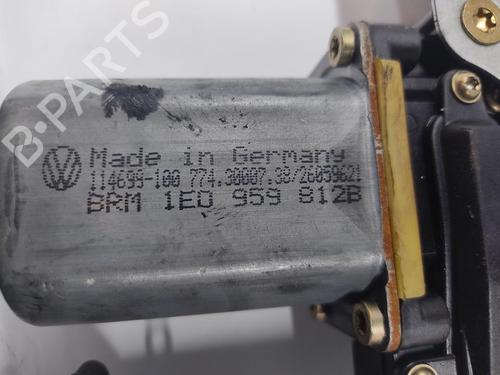 B-PARTS
Made in Germany
114699-100 774.30007.38/26059621
BRM 1E0 959 812B